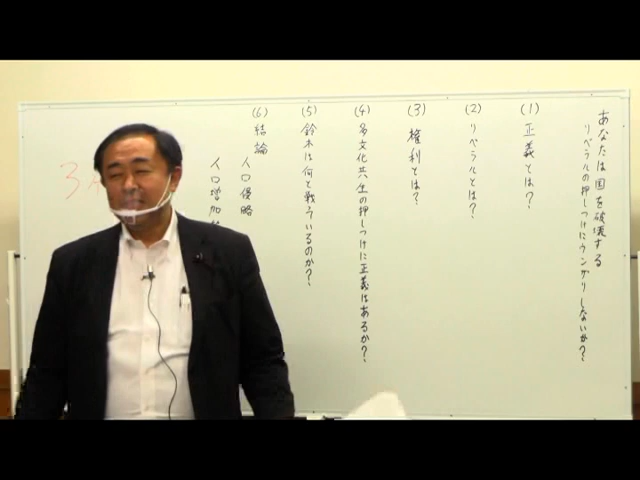 あなたは国を破壊する
リベラルの押しつけにウンザリしないか?
(1) 正義とは?
(2) リベラルとは?
(3) 権利とは?
(4) 多文化共生の押しつけに正義はあるか?
(5) 鈴木は何と戦ういるのか?
(6) 結論
人口侵略
人口増加
3